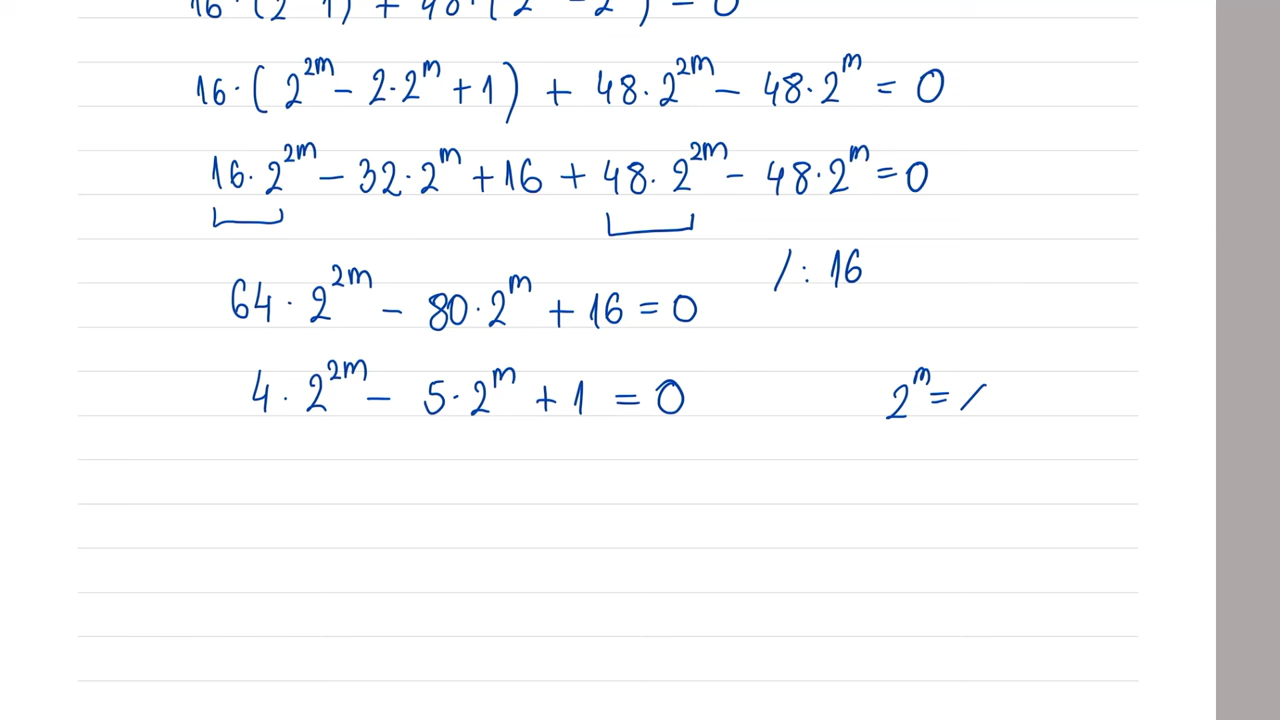 16·(2^{2m} - 2·2^m + 1) + 48·2^{2m} - 48·2^m = 0
16·2^{2m} - 32·2^m + 16 + 48·2^{2m} - 48·2^m = 0
/: 16
64·2^{2m} - 80·2^m + 16 = 0
4·2^{2m} - 5·2^m + 1 = 0 2^m =